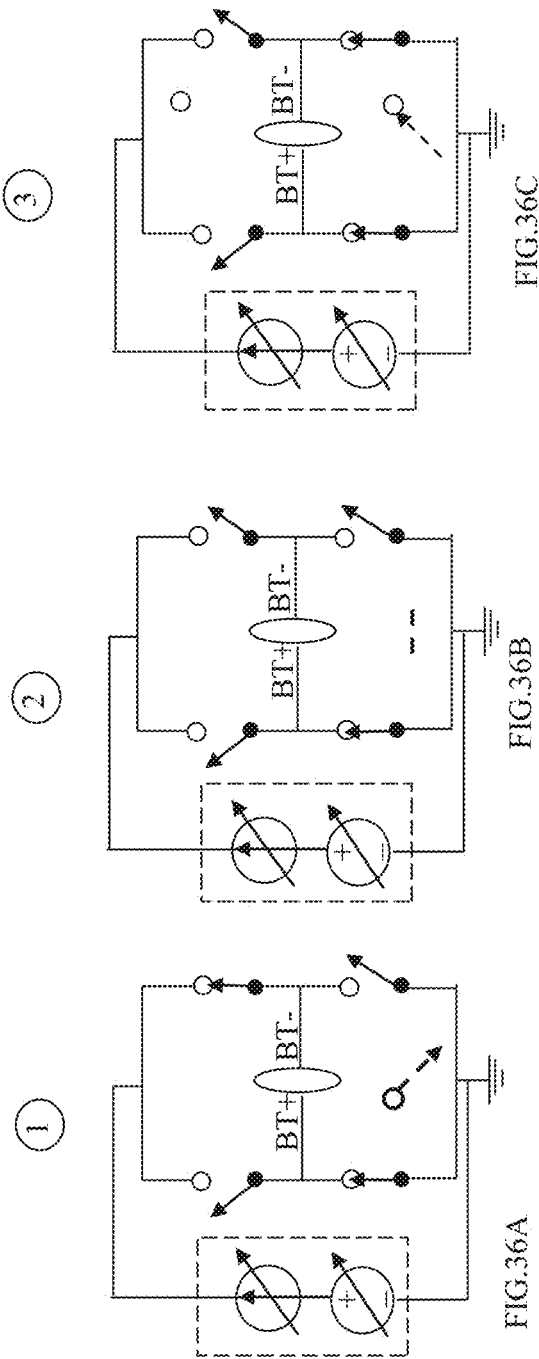 1
BT+ BT-
+
−
FIG.36A
2
BT+ BT-
+
−
FIG.36B
3
BT+ BT-
+
−
FIG.36C